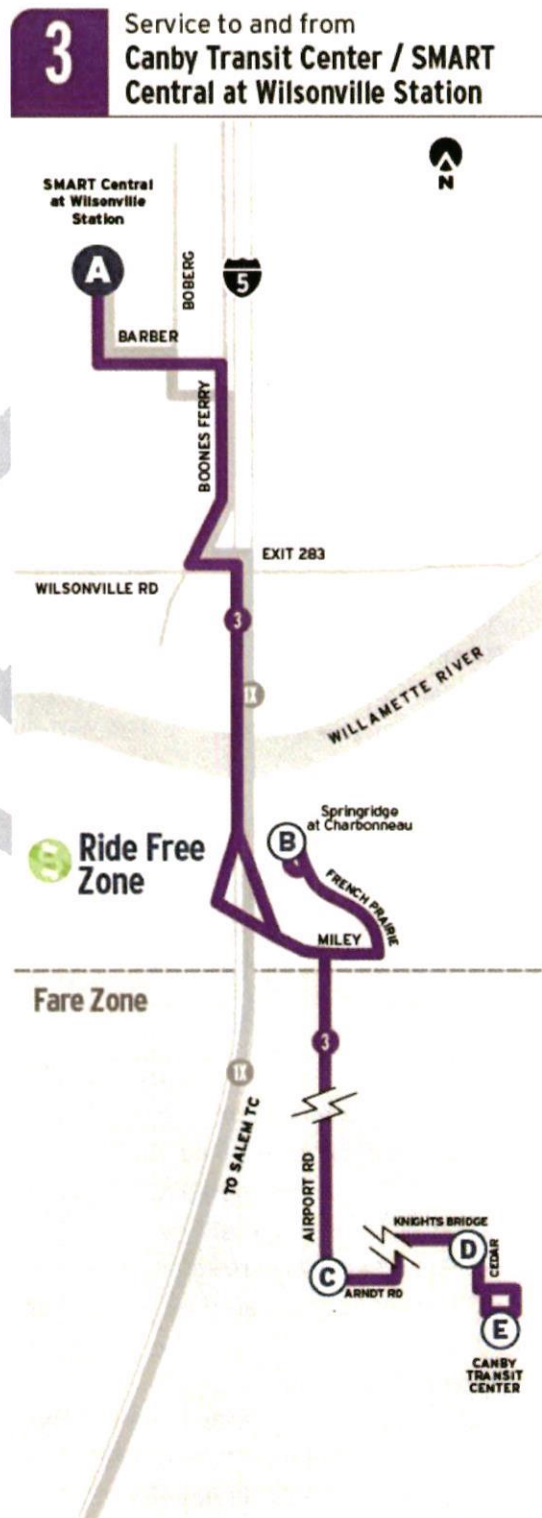 3
Service to and from
Canby Transit Center / SMART
Central at Wilsonville Station
N
SMART Central
at Wilsonville
Station
A
BOBERG
5
BARBER
BOONES FERRY
EXIT 283
WILSONVILLE RD
3
1X
WILLAMETTE RIVER
Springridge
at Charbonneau
B
S
Ride Free
Zone
FRENCH PRAIRIE
MILEY
Fare Zone
3
1X
TO SALEM TC
AIRPORT RD
KNIGHTS BRIDGE
D
CEDAR
C
ARNDT RD
E
CANBY
TRANSIT
CENTER